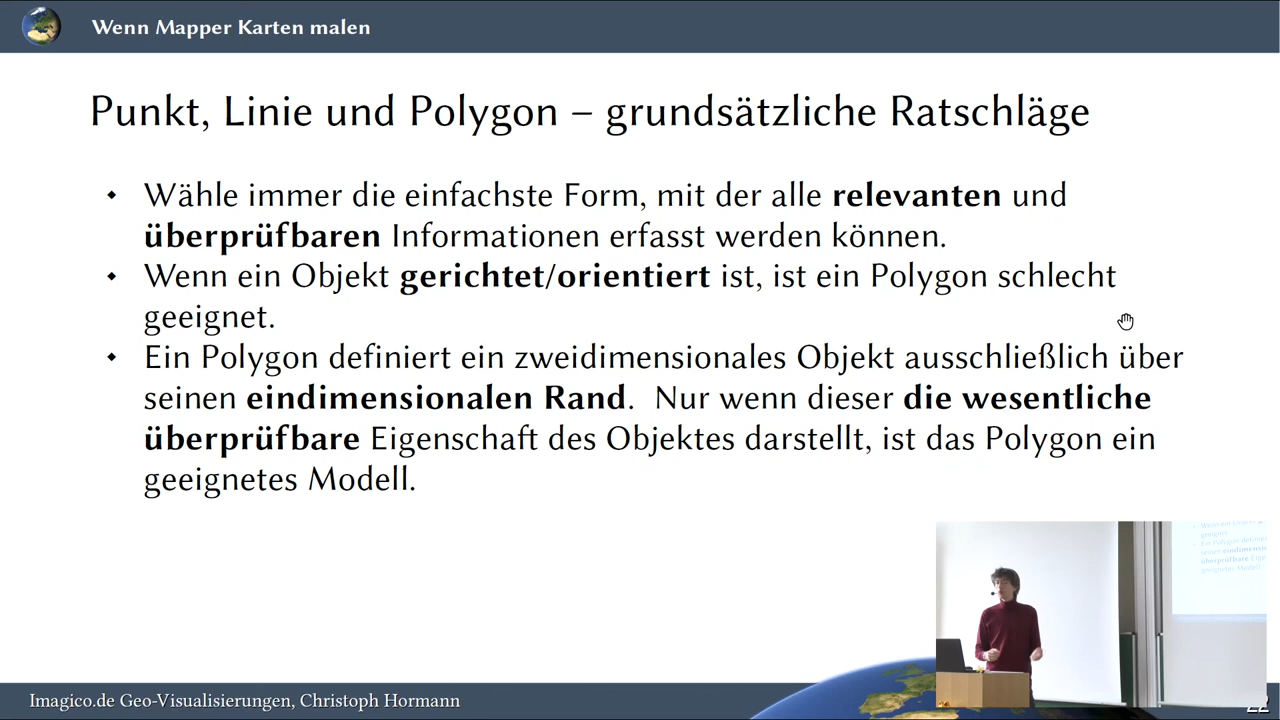 Wenn Mapper Karten malen
Punkt, Linie und Polygon – grundsätzliche Ratschläge
Wähle immer die einfachste Form, mit der alle relevanten und
überprüfbaren Informationen erfasst werden können.
Wenn ein Objekt gerichtet/orientiert ist, ist ein Polygon schlecht
geeignet.
Ein Polygon definiert ein zweidimensionales Objekt ausschließlich über
seinen eindimensionalen Rand. Nur wenn dieser die wesentliche
überprüfbare Eigenschaft des Objektes darstellt, ist das Polygon ein
geeignetes Modell.
Imagico.de Geo-Visualisierungen, Christoph Hormann
22